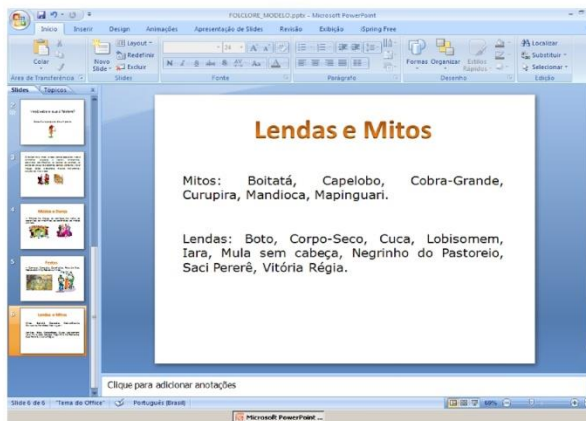 FOLCLORE_MODELO.pptx - Microsoft PowerPoint
Início Inserir Design Animações Apresentação de Slides Revisão Exibição iSpring Free
Colar
Novo Slide
Layout
Redefinir
Excluir
Formas Organizar Estilos Rápidos
Localizar
Substituir
Selecionar
Área de Transferência Slides Fonte Parágrafo Desenho Edição
Slides Tópicos
Lendas e Mitos
Mitos: Boitatá, Capelobo, Cobra-Grande,
Curupira, Mandioca, Mapinguari.
Lendas: Boto, Corpo-Seco, Cuca, Lobisomem,
Iara, Mula sem cabeça, Negrinho do Pastoreio,
Saci Pererê, Vitória Régia.
Lendas e Mitos
Clique para adicionar anotações
Slide 6 de 6 "Tema do Office" Português (Brasil) 69%
Microsoft PowerPoint ...